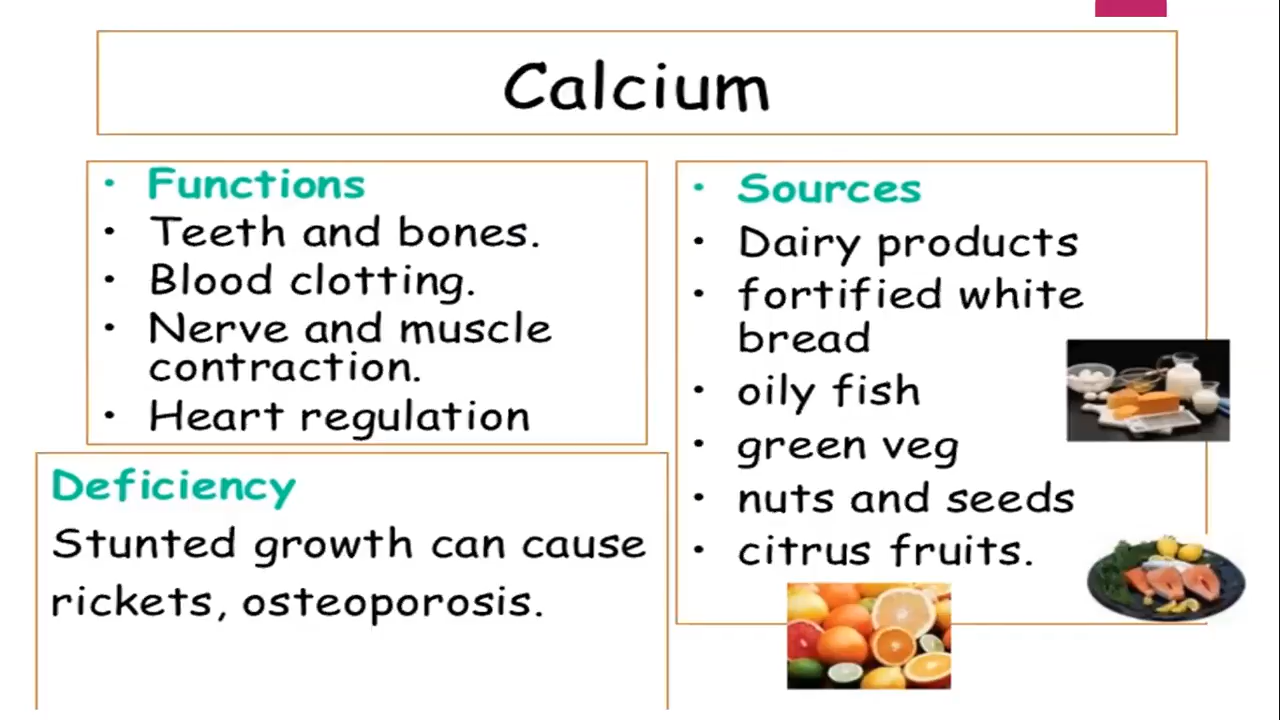 Calcium
• Functions
• Teeth and bones.
• Blood clotting.
• Nerve and muscle
contraction.
• Heart regulation
Deficiency
Stunted growth can cause
rickets, osteoporosis.
• Sources
• Dairy products
• fortified white
bread
• oily fish
• green veg
• nuts and seeds
• citrus fruits.